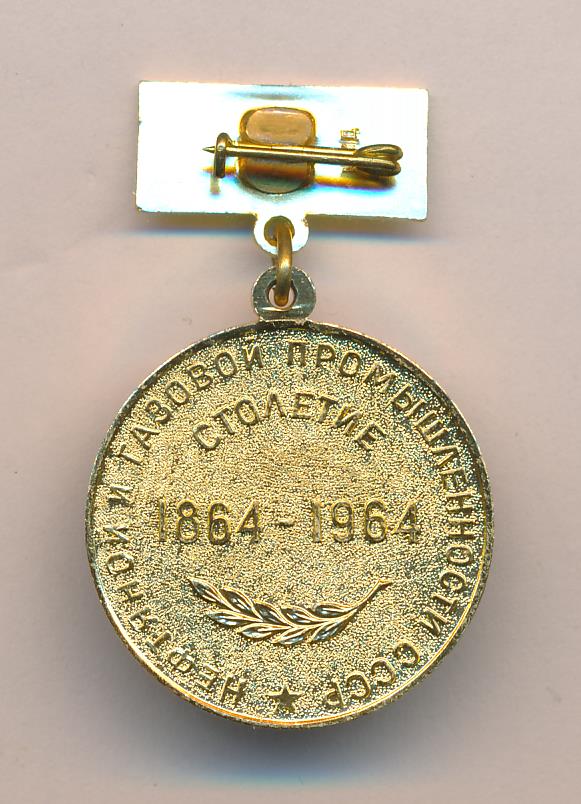 СТОЛЕТИЕ
НЕФТЯНОЙ И ГАЗОВОЙ ПРОМЫШЛЕННОСТИ СССР
1864-1964